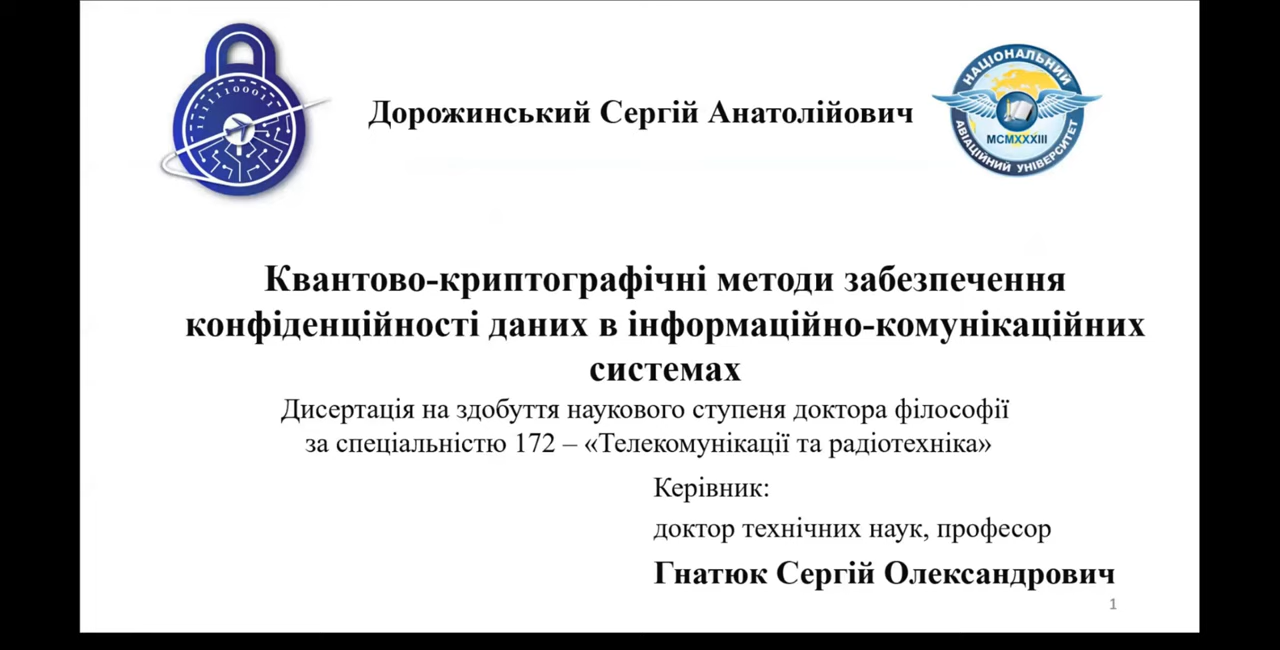 111111100011
Дорожинський Сергій Анатолійович
НАЦІОНАЛЬНИЙ
MCMXXXIII
АВІАЦІЙНИЙ УНІВЕРСИТЕТ
Квантово-криптографічні методи забезпечення
конфіденційності даних в інформаційно-комунікаційних
системах
Дисертація на здобуття наукового ступеня доктора філософії
за спеціальністю 172 – «Телекомунікації та радіотехніка»
Керівник:
доктор технічних наук, професор
Гнатюк Сергій Олександрович
1